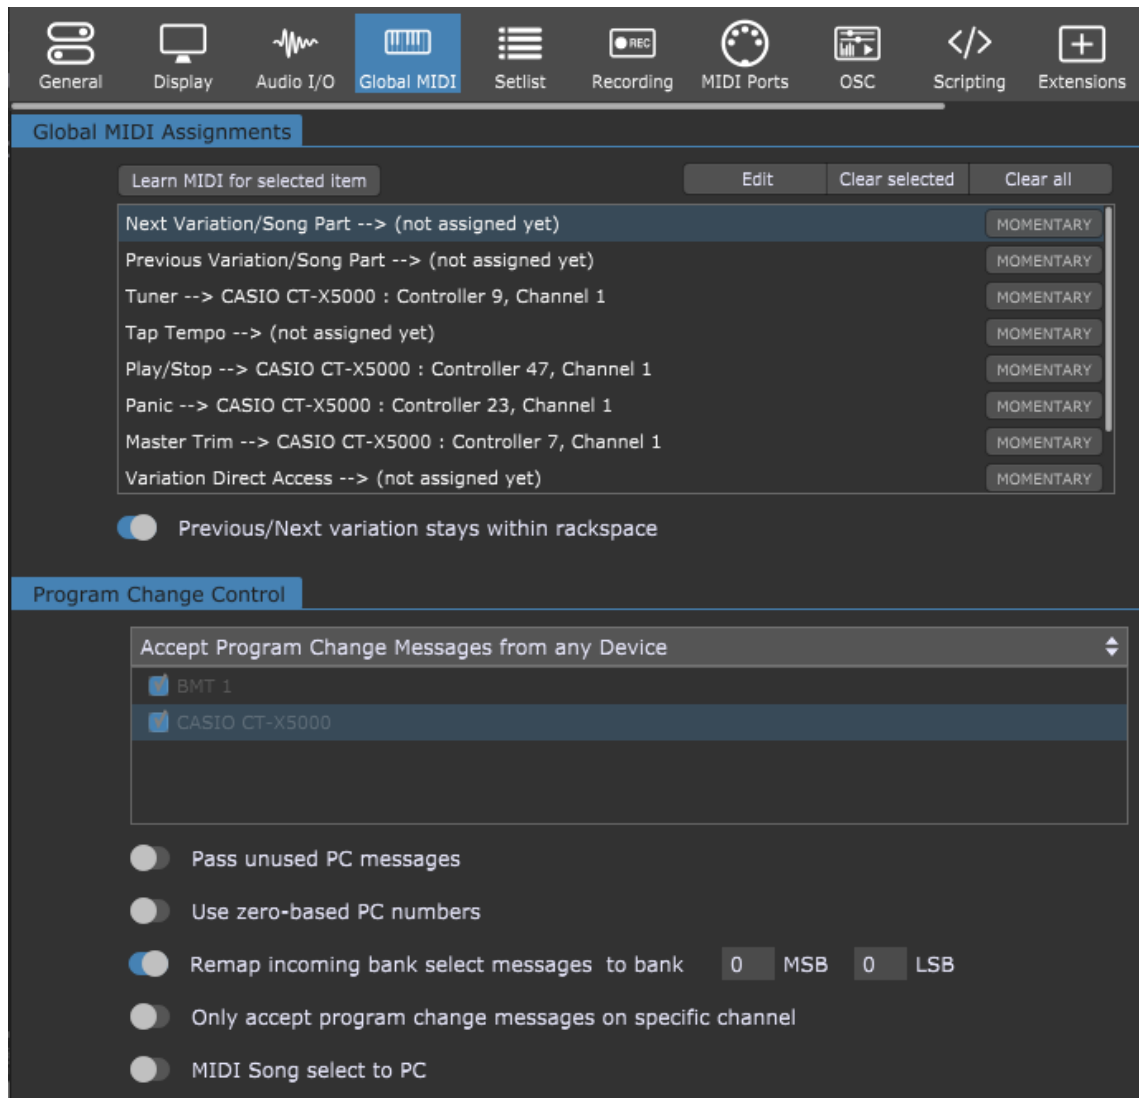 REC
General Display Audio I/O Global MIDI Setlist Recording MIDI Ports OSC Scripting Extensions
Global MIDI Assignments
Learn MIDI for selected item Edit Clear selected Clear all
Next Variation/Song Part --> (not assigned yet) MOMENTARY
Previous Variation/Song Part --> (not assigned yet) MOMENTARY
Tuner --> CASIO CT-X5000 : Controller 9, Channel 1 MOMENTARY
Tap Tempo --> (not assigned yet) MOMENTARY
Play/Stop --> CASIO CT-X5000 : Controller 47, Channel 1 MOMENTARY
Panic --> CASIO CT-X5000 : Controller 23, Channel 1 MOMENTARY
Master Trim --> CASIO CT-X5000 : Controller 7, Channel 1 MOMENTARY
Variation Direct Access --> (not assigned yet) MOMENTARY
Previous/Next variation stays within rackspace
Program Change Control
Accept Program Change Messages from any Device
BMT 1
CASIO CT-X5000
Pass unused PC messages
Use zero-based PC numbers
Remap incoming bank select messages to bank 0 MSB 0 LSB
Only accept program change messages on specific channel
MIDI Song select to PC